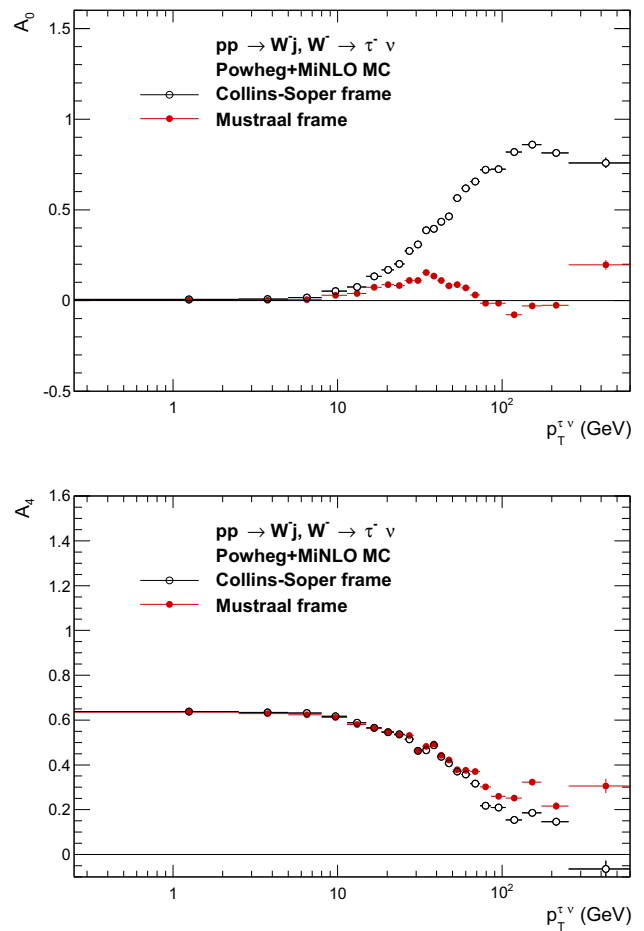 A₀
pp → W⁻j, W⁻ → τ⁻ ν
Powheg+MiNLO MC
Collins-Soper frame
Mustraal frame
1.5
1
0.5
0
-0.5
1 10 10²
p_T^{τ ν} (GeV)
A₄
pp → W⁻j, W⁻ → τ⁻ ν
Powheg+MiNLO MC
Collins-Soper frame
Mustraal frame
1.6
1.4
1.2
1
0.8
0.6
0.4
0.2
0
1 10 10²
p_T^{τ ν} (GeV)